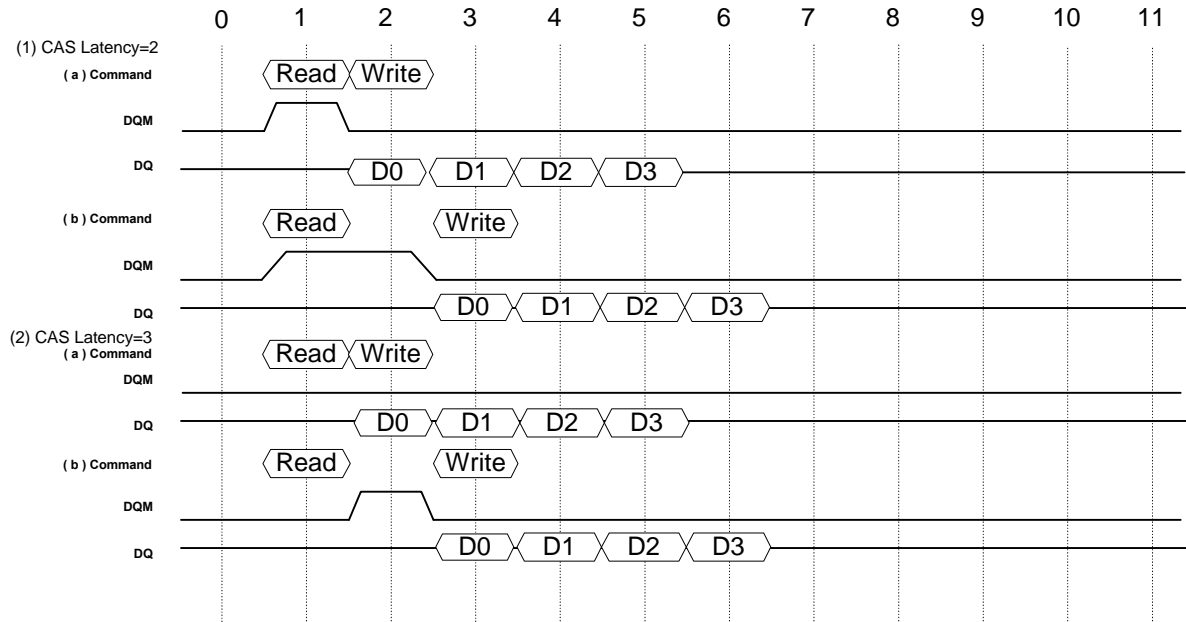 0 1 2 3 4 5 6 7 8 9 10 11
(1) CAS Latency=2
( a ) Command Read Write
DQM
DQ D0 D1 D2 D3
( b ) Command Read Write
DQM
DQ D0 D1 D2 D3
(2) CAS Latency=3
( a ) Command Read Write
DQM
DQ D0 D1 D2 D3
( b ) Command Read Write
DQM
DQ D0 D1 D2 D3